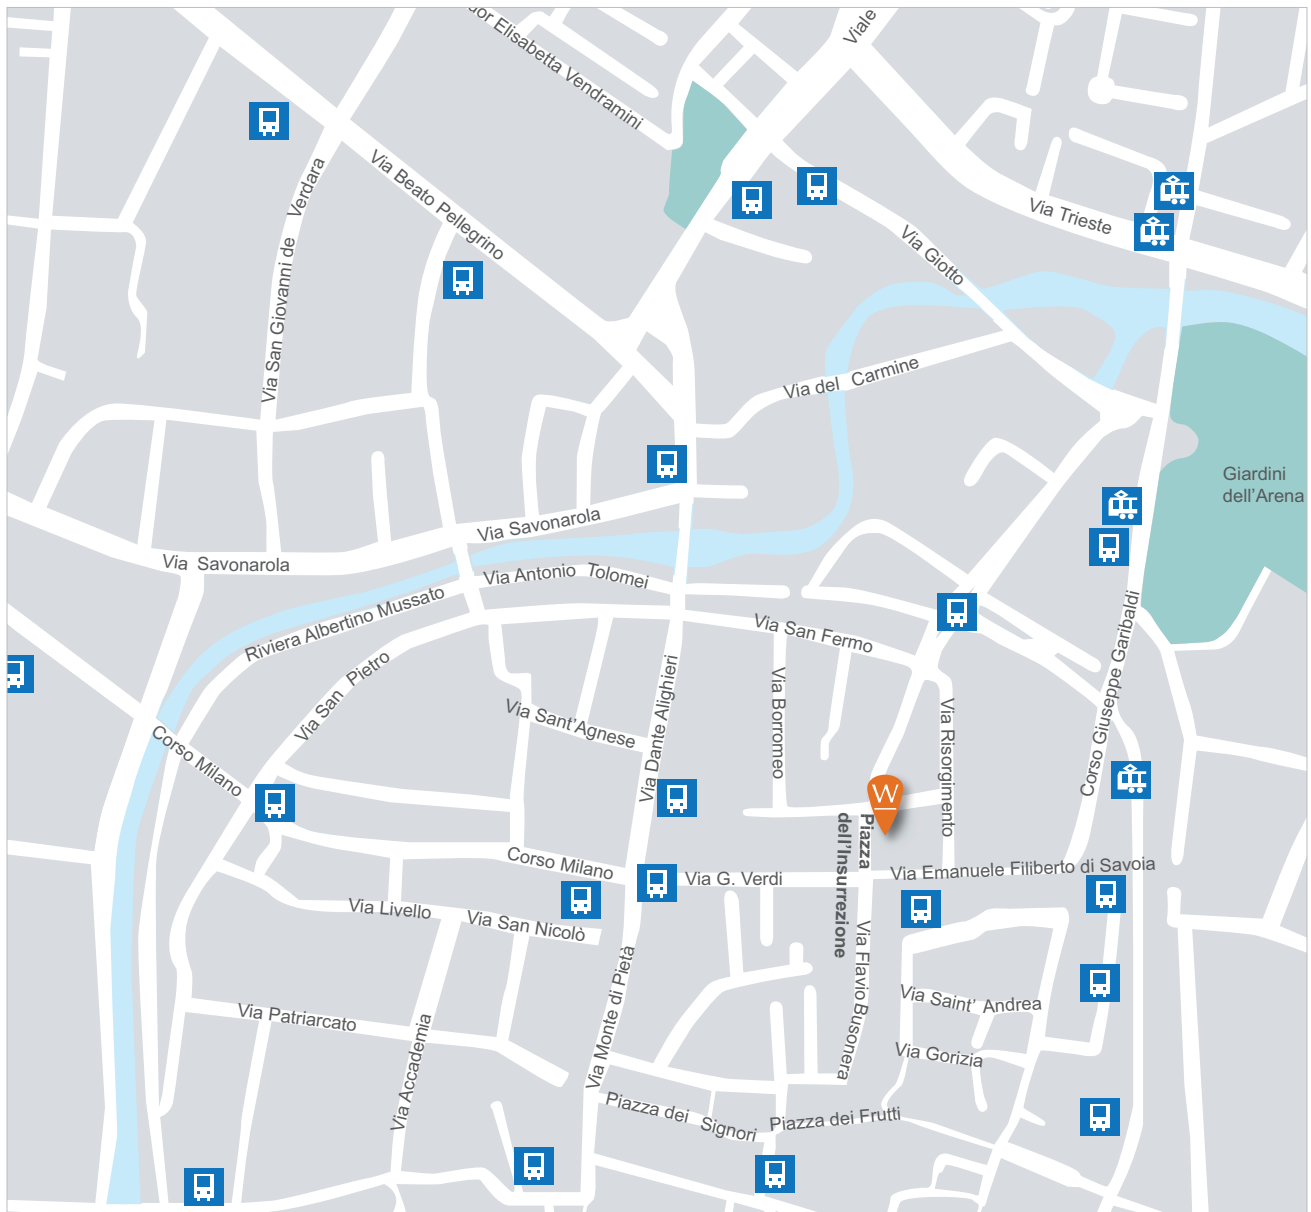 dor Elisabetta Vendramini
Viale
Via San Giovanni de Verdara
Via Beato Pellegrino
Via Trieste
Via Giotto
Via del Carmine
Giardini
dell'Arena
Via Savonarola
Via Savonarola
Via Antonio Tolomei
Riviera Albertino Mussato
Via San Pietro
Via San Fermo
Corso Giuseppe Garibaldi
Via Borromeo
Via Risorgimento
Via Sant'Agnese
Via Dante Alighieri
Corso Milano
W
Piazza
dell'Insurrezione
Corso Milano
Via G. Verdi
Via Emanuele Filiberto di Savoia
Via Livello
Via San Nicolò
Via Flavio Busonera
Via Monte di Pietà
Via Saint' Andrea
Via Patriarcato
Via Accademia
Via Gorizia
Piazza dei Signori
Piazza dei Frutti